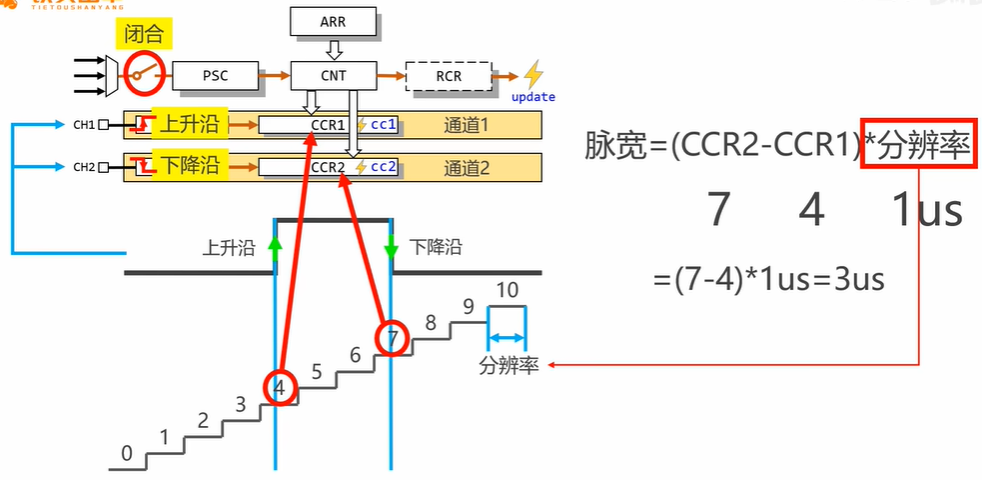 TIETOUSHANYANG
ARR
闭合
PSC
CNT
RCR
update
CH1
上升沿
CCR1
cc1
通道1
CH2
下降沿
CCR2
cc2
通道2
脉宽=(CCR2-CCR1)*分辨率
7 4 1us
=(7-4)*1us=3us
上升沿
下降沿
0
1
2
3
4
5
6
7
8
9
10
分辨率